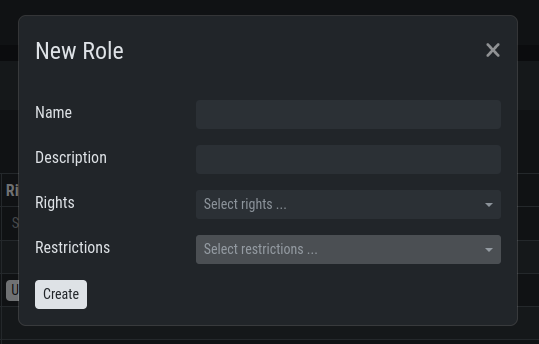 New Role
Name
Description
Rights
Select rights ...
Restrictions
Select restrictions ...
Create